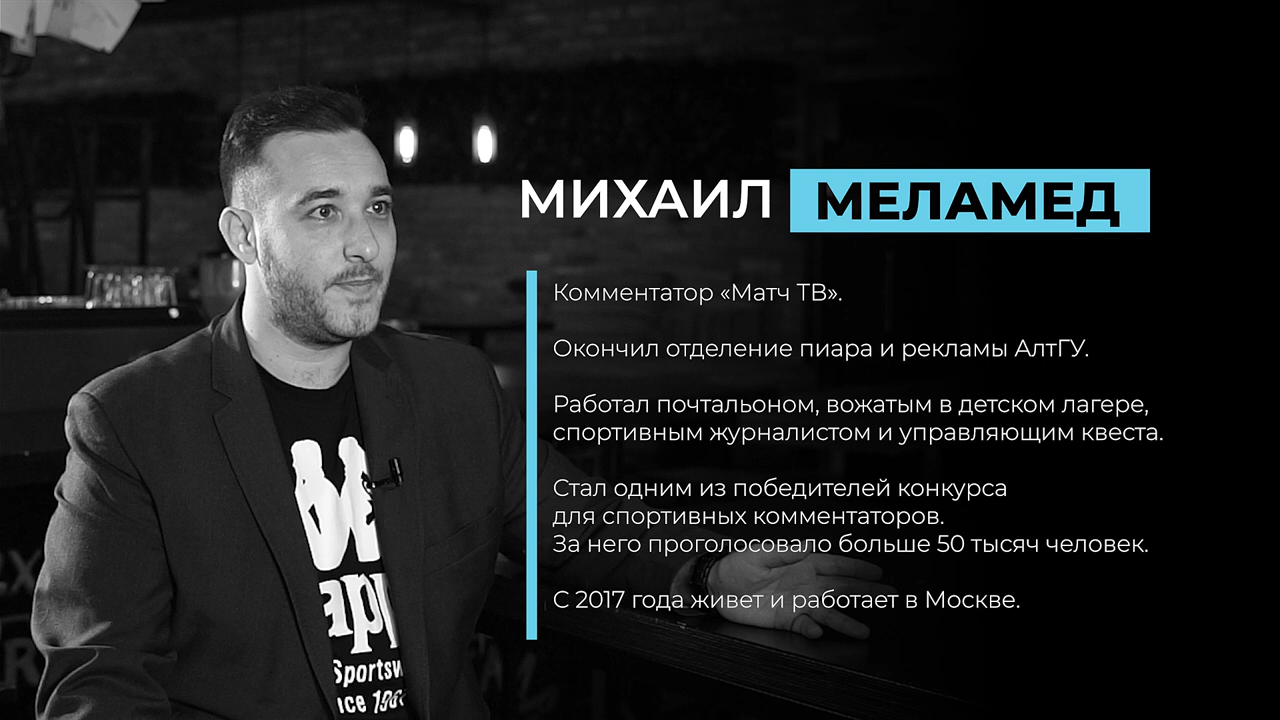 МИХАИЛ МЕЛАМЕД
Комментатор «Матч ТВ».
Окончил отделение пиара и рекламы АлтГУ.
Работал почтальоном, вожатым в детском лагере,
спортивным журналистом и управляющим квеста.
Стал одним из победителей конкурса
для спортивных комментаторов.
За него проголосовало больше 50 тысяч человек.
С 2017 года живет и работает в Москве.
app
Sportsw